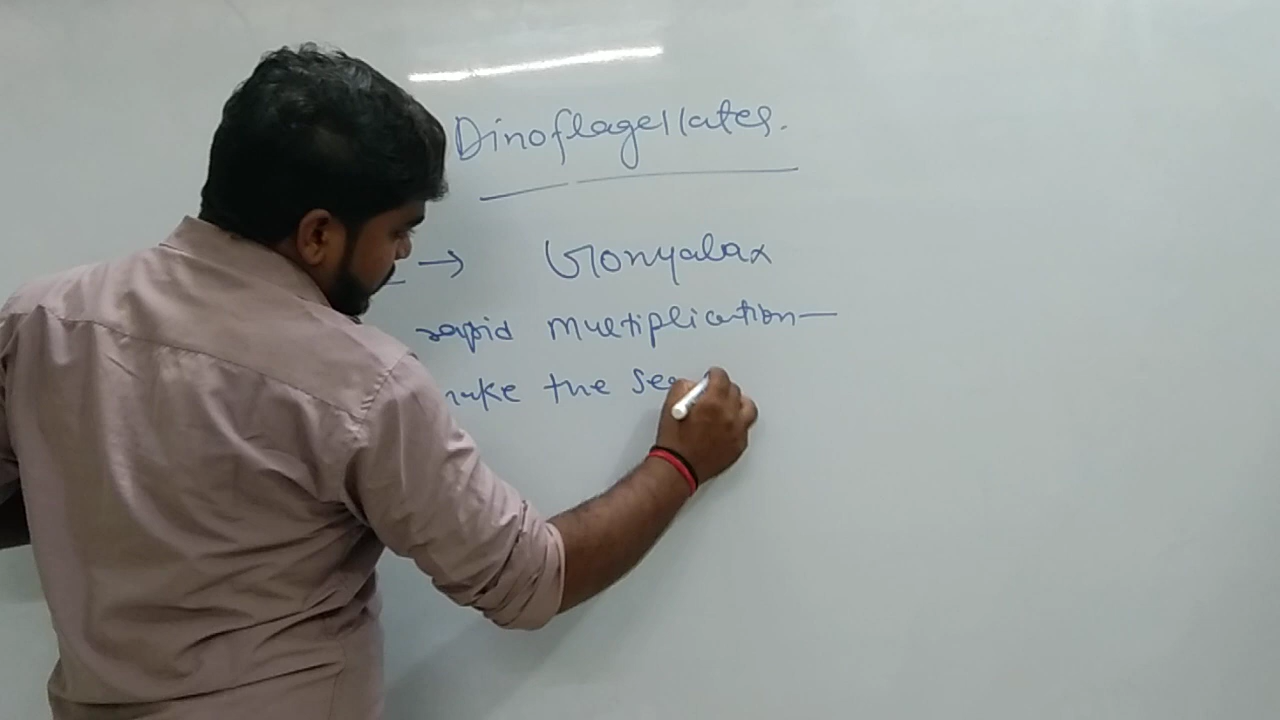 Dinoflagellates.
→ Gonyalax
rapid multiplication—
make the sea